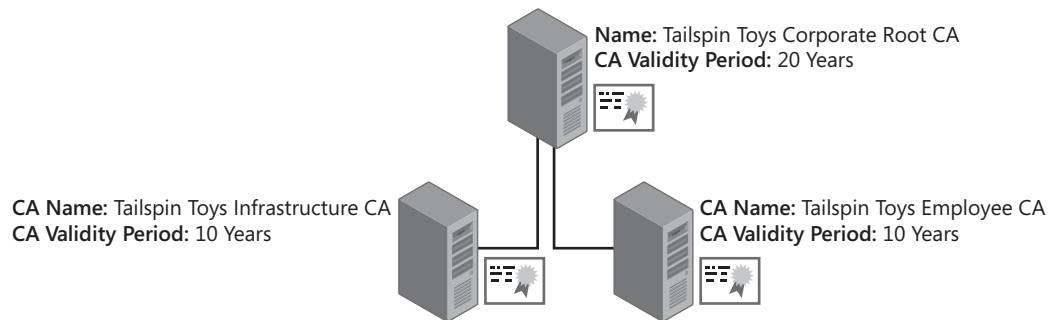 Name: Tailspin Toys Corporate Root CA
CA Validity Period: 20 Years
CA Name: Tailspin Toys Infrastructure CA
CA Validity Period: 10 Years
CA Name: Tailspin Toys Employee CA
CA Validity Period: 10 Years